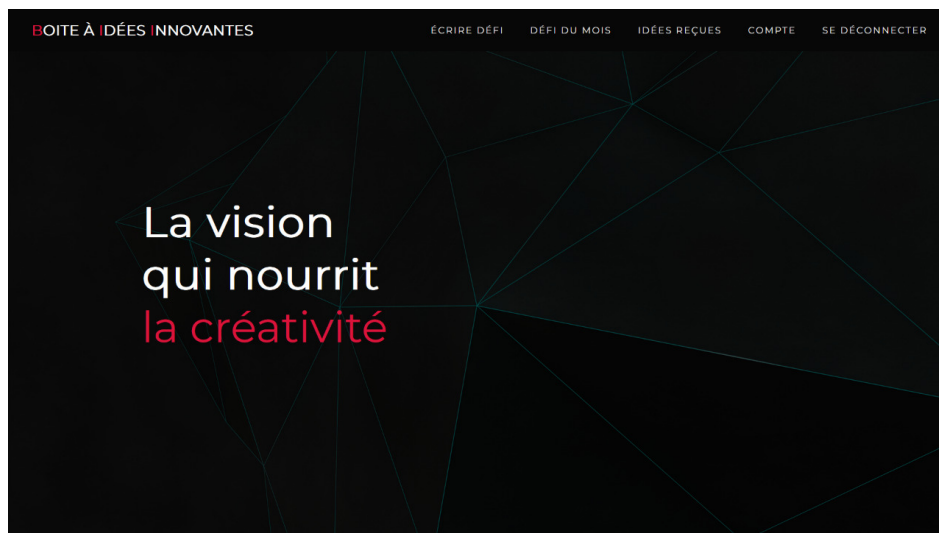 BOITE À IDÉES INNOVANTES
ÉCRIRE DÉFI DÉFI DU MOIS IDÉES REÇUES COMPTE SE DÉCONNECTER
La vision
qui nourrit
la créativité